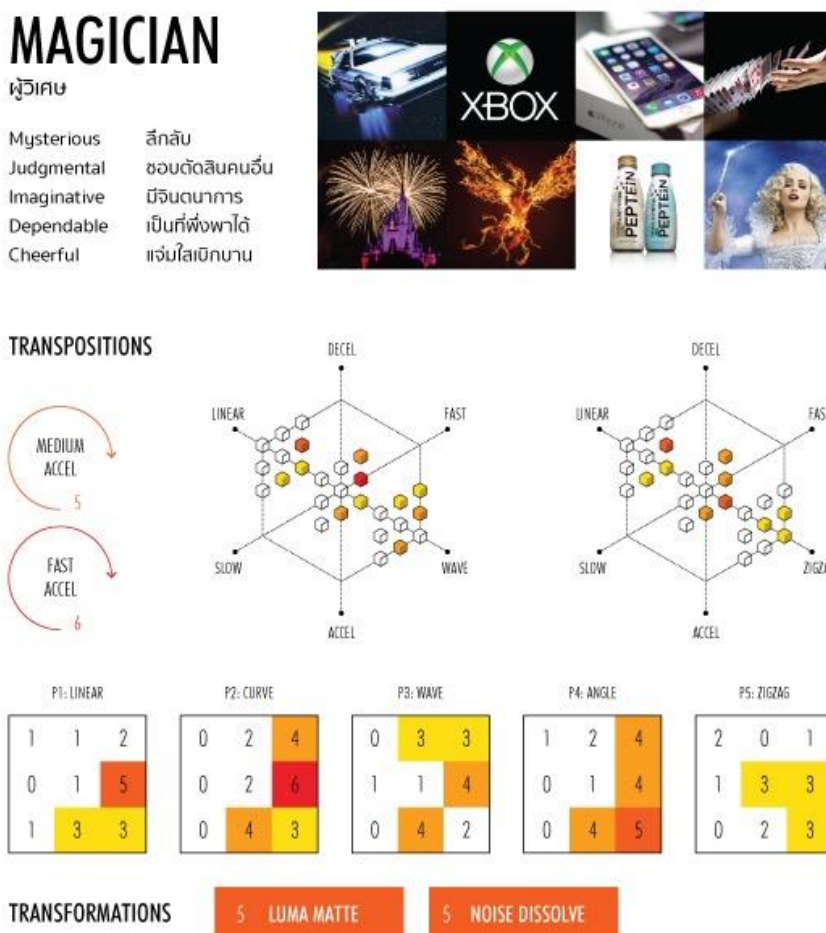 MAGICIAN
ผู้วิเศษ
Mysterious ลึกลับ
Judgmental ชอบตัดสินคนอื่น
Imaginative มีจินตนาการ
Dependable เป็นที่พึ่งพาได้
Cheerful แจ่มใสเบิกบาน
XBOX
PEPTEIN PEPTEIN
TRANSPOSITIONS
MEDIUM
ACCEL
5
FAST
ACCEL
6
DECEL
LINEAR FAST
SLOW WAVE
ACCEL
DECEL
LINEAR FAS
SLOW ZIGZA
ACCEL
P1: LINEAR P2: CURVE P3: WAVE P4: ANGLE P5: ZIGZAG
1 1 2 0 2 4 0 3 3 1 2 4 2 0 1
0 1 5 0 2 6 1 1 4 0 1 4 1 3 3
1 3 3 0 4 3 0 4 2 0 4 5 0 2 3
TRANSFORMATIONS 5 LUMA MATTE 5 NOISE DISSOLVE